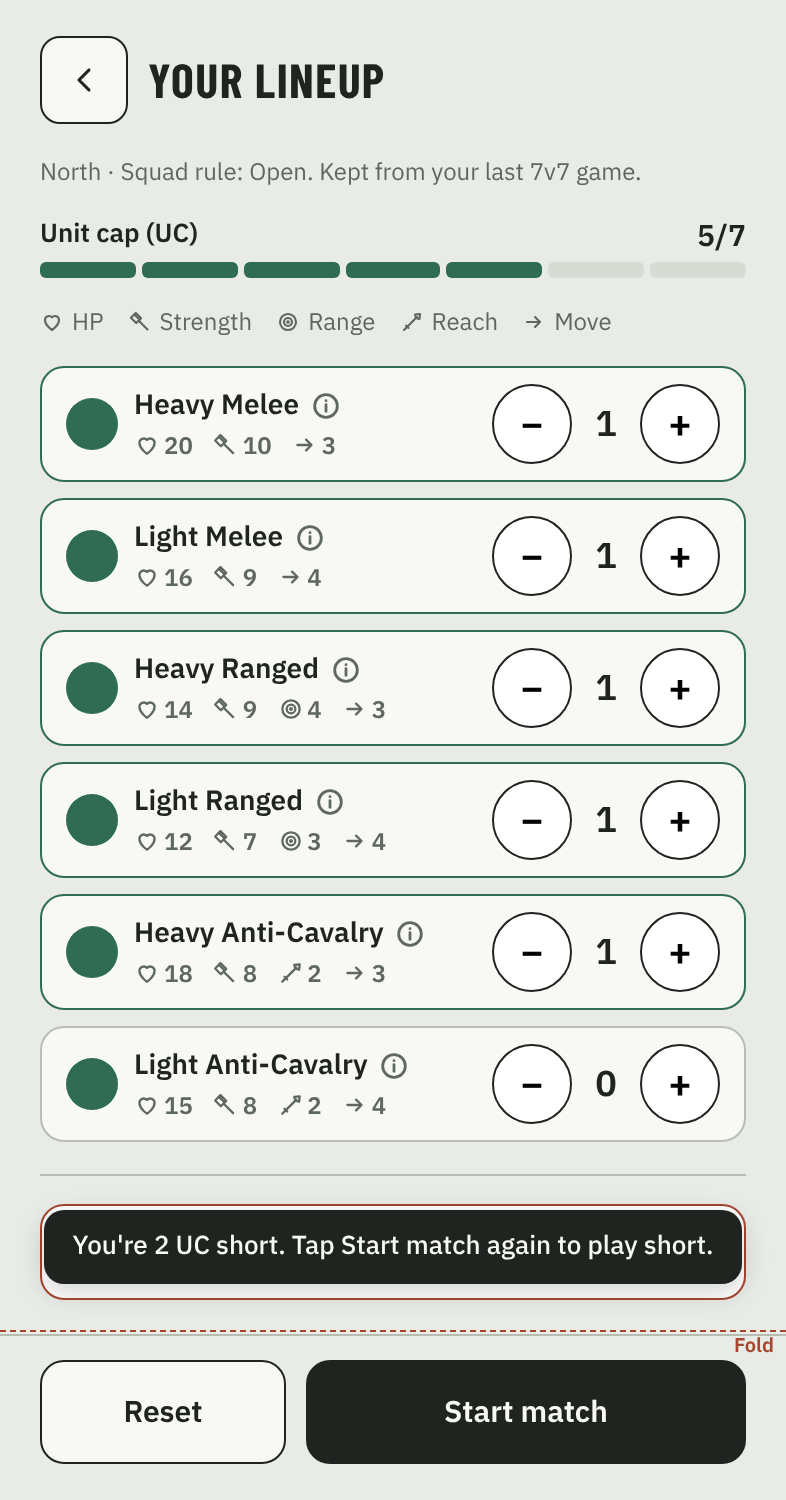 YOUR LINEUP
North · Squad rule: Open. Kept from your last 7v7 game.
Unit cap (UC) 5/7
HP Strength Range Reach Move
Heavy Melee
20 10 3
− 1 +
Light Melee
16 9 4
− 1 +
Heavy Ranged
14 9 4 3
− 1 +
Light Ranged
12 7 3 4
− 1 +
Heavy Anti-Cavalry
18 8 2 3
− 1 +
Light Anti-Cavalry
15 8 2 4
− 0 +
You're 2 UC short. Tap Start match again to play short.
Fold
Reset Start match